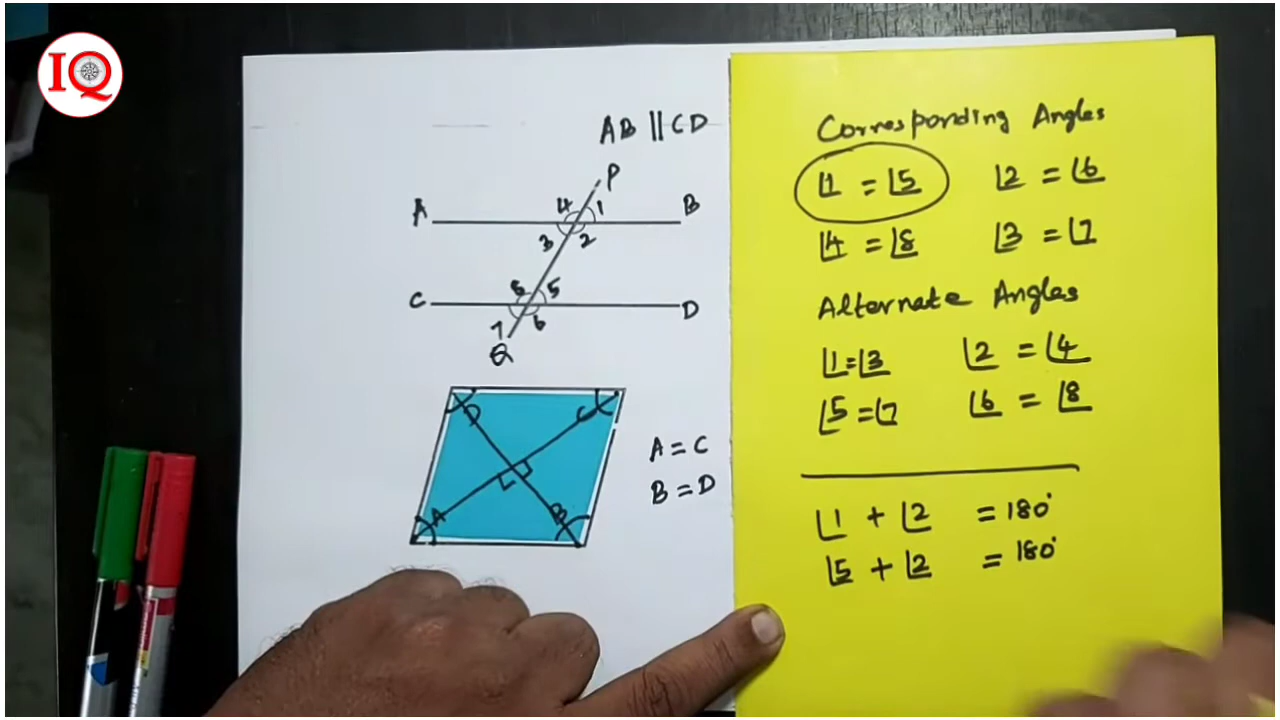 IQ
AB || CD
P
A 4 1 B
3 2
C 8 5 D
7 6
Q
D C
A B
A = C
B = D
Corresponding Angles
∠1 = ∠5 ∠2 = ∠6
∠4 = ∠8 ∠3 = ∠7
Alternate Angles
∠1 = ∠3 ∠2 = ∠4
∠5 = ∠7 ∠6 = ∠8
∠1 + ∠2 = 180°
∠5 + ∠2 = 180°